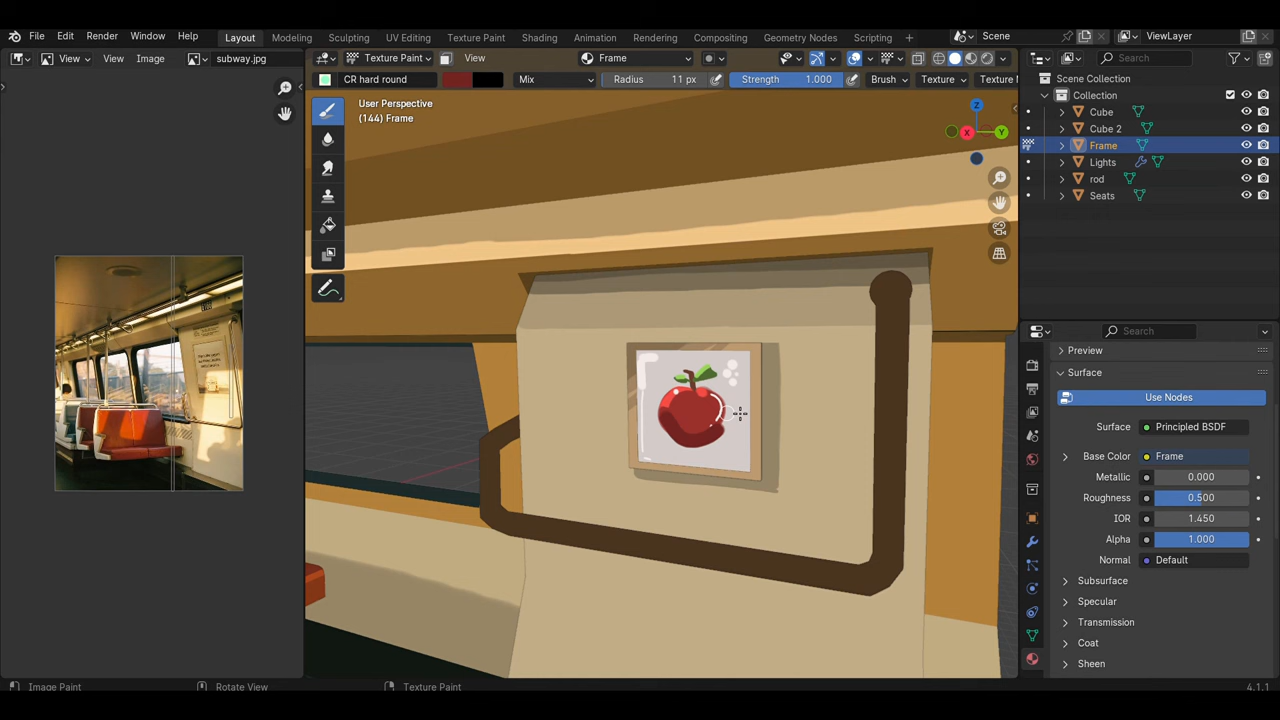 File Edit Render Window Help
Layout Modeling Sculpting UV Editing Texture Paint Shading Animation Rendering Compositing Geometry Nodes Scripting
Scene
ViewLayer
View View Image subway.jpg
Texture Paint View Frame
Search
CR hard round Mix Radius 11 px Strength 1.000 Brush Texture Texture M
User Perspective
(144) Frame
Z
X
Y
Scene Collection
Collection
Cube
Cube 2
Frame
Lights
rod
Seats
Search
Preview
Surface
Use Nodes
Surface Principled BSDF
Base Color Frame
Metallic 0.000
Roughness 0.500
IOR 1.450
Alpha 1.000
Normal Default
Subsurface
Specular
Transmission
Coat
Sheen
Image Paint Rotate View Texture Paint 4.1.1